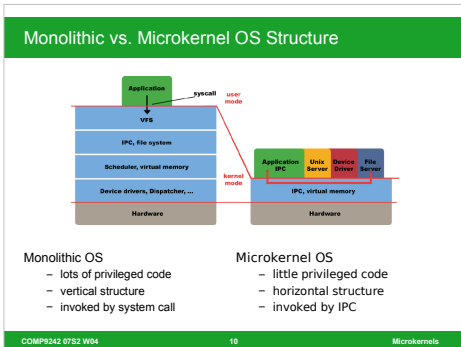 Monolithic vs. Microkernel OS Structure
Application
syscall
user
mode
VFS
IPC, file system
Scheduler, virtual memory
kernel
mode
Device drivers, Dispatcher, ...
Hardware
Application
IPC
Unix
Server
Device
Driver
File
Server
IPC, virtual memory
Hardware
Monolithic OS
– lots of privileged code
– vertical structure
– invoked by system call
Microkernel OS
– little privileged code
– horizontal structure
– invoked by IPC
COMP9242 07S2 W04 10 Microkernels